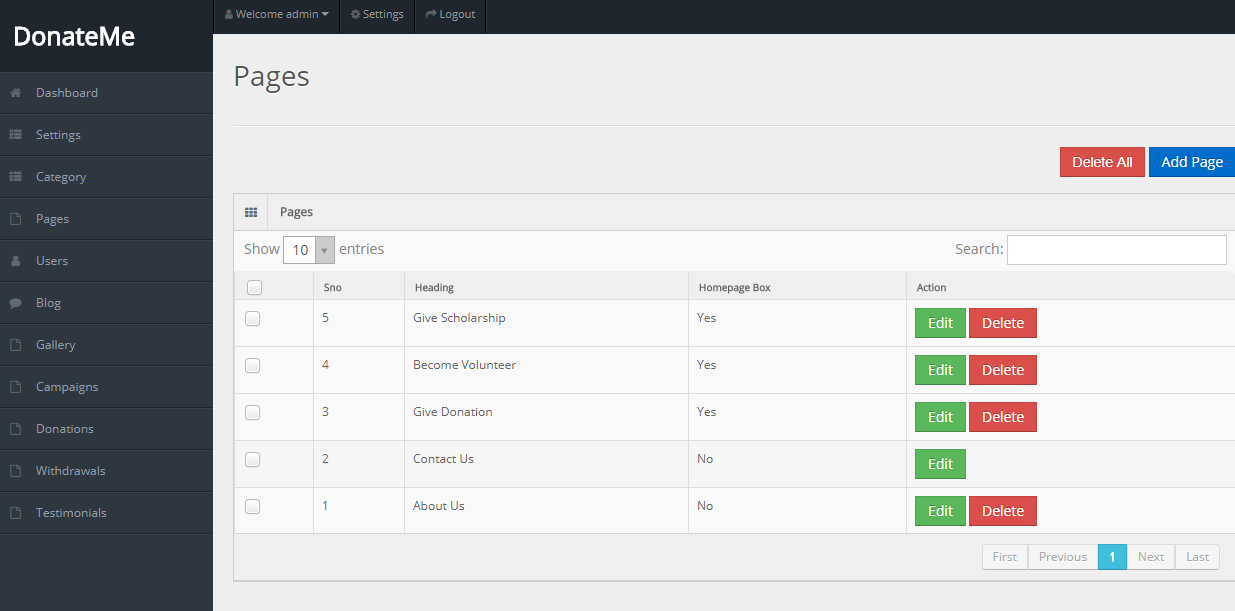 DonateMe
Welcome admin Settings Logout
Dashboard
Settings
Category
Pages
Users
Blog
Gallery
Campaigns
Donations
Withdrawals
Testimonials
Pages
Delete All Add Page
Pages
Show 10 entries Search:
Sno Heading Homepage Box Action
5 Give Scholarship Yes Edit Delete
4 Become Volunteer Yes Edit Delete
3 Give Donation Yes Edit Delete
2 Contact Us No Edit
1 About Us No Edit Delete
First Previous 1 Next Last